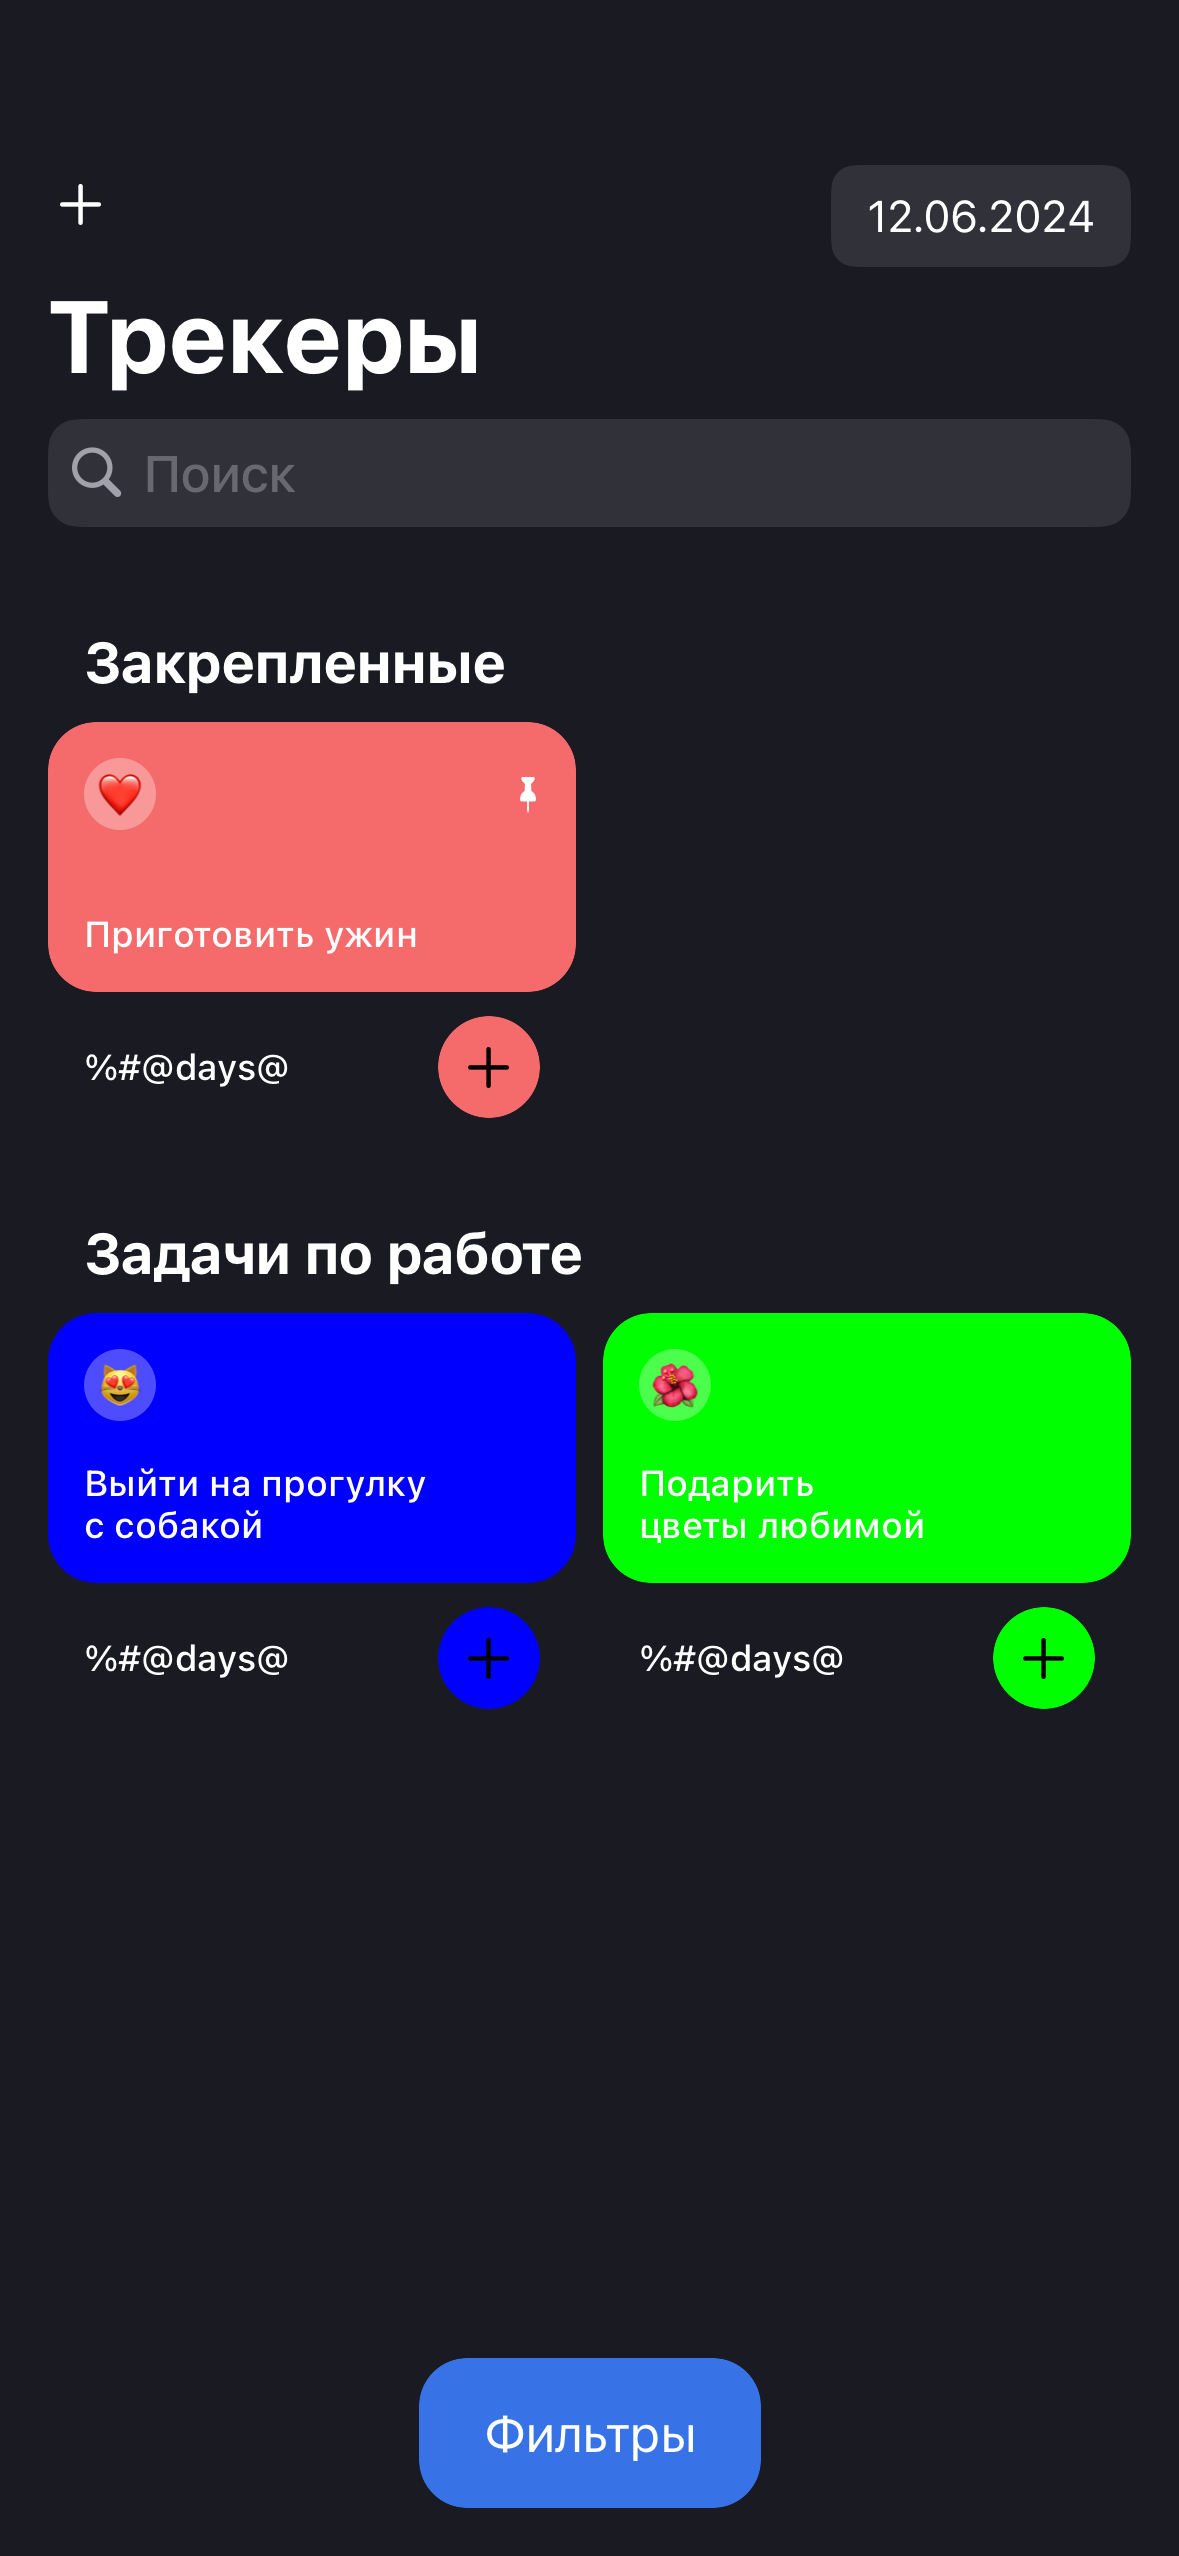 12.06.2024
Трекеры
Поиск
Закрепленные
Приготовить ужин
%#@days@
Задачи по работе
Выйти на прогулку
с собакой
Подарить
цветы любимой
%#@days@
%#@days@
Фильтры